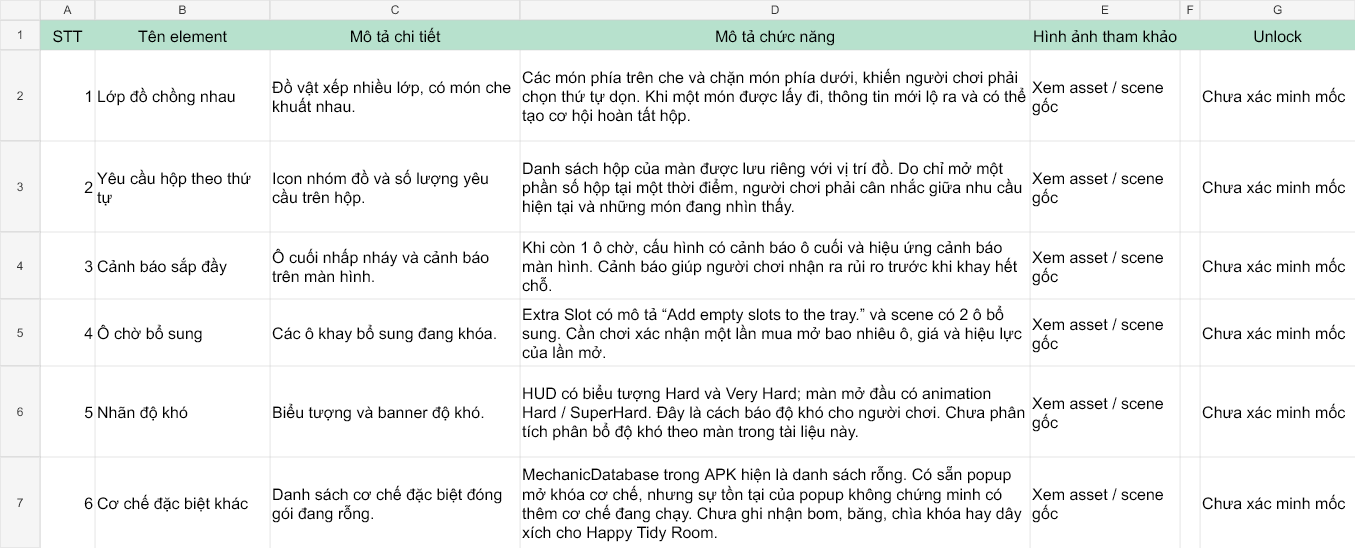 A B C D E F G
1 STT Tên element Mô tả chi tiết Mô tả chức năng Hình ảnh tham khảo Unlock
2 1 Lớp đồ chồng nhau
Đồ vật xếp nhiều lớp, có món che
khuất nhau.
Các món phía trên che và chặn món phía dưới, khiến người chơi phải
chọn thứ tự dọn. Khi một món được lấy đi, thông tin mới lộ ra và có thể
tạo cơ hội hoàn tất hộp.
Xem asset / scene
gốc
Chưa xác minh mốc
3 2 Yêu cầu hộp theo thứ
tự
Icon nhóm đồ và số lượng yêu
cầu trên hộp.
Danh sách hộp của màn được lưu riêng với vị trí đồ. Do chỉ mở một
phần số hộp tại một thời điểm, người chơi phải cân nhắc giữa nhu cầu
hiện tại và những món đang nhìn thấy.
Xem asset / scene
gốc
Chưa xác minh mốc
4 3 Cảnh báo sắp đầy
Ô cuối nhấp nháy và cảnh báo
trên màn hình.
Khi còn 1 ô chờ, cấu hình có cảnh báo ô cuối và hiệu ứng cảnh báo
màn hình. Cảnh báo giúp người chơi nhận ra rủi ro trước khi khay hết
chỗ.
Xem asset / scene
gốc
Chưa xác minh mốc
5 4 Ô chờ bổ sung
Các ô khay bổ sung đang khóa.
Extra Slot có mô tả “Add empty slots to the tray.” và scene có 2 ô bổ
sung. Cần chơi xác nhận một lần mua mở bao nhiêu ô, giá và hiệu lực
của lần mở.
Xem asset / scene
gốc
Chưa xác minh mốc
6 5 Nhãn độ khó
Biểu tượng và banner độ khó.
HUD có biểu tượng Hard và Very Hard; màn mở đầu có animation
Hard / SuperHard. Đây là cách báo độ khó cho người chơi. Chưa phân
tích phân bổ độ khó theo màn trong tài liệu này.
Xem asset / scene
gốc
Chưa xác minh mốc
7 6 Cơ chế đặc biệt khác
Danh sách cơ chế đặc biệt đóng
gói đang rỗng.
MechanicDatabase trong APK hiện là danh sách rỗng. Có sẵn popup
mở khóa cơ chế, nhưng sự tồn tại của popup không chứng minh có
thêm cơ chế đang chạy. Chưa ghi nhận bom, băng, chìa khóa hay dây
xích cho Happy Tidy Room.
Xem asset / scene
gốc
Chưa xác minh mốc